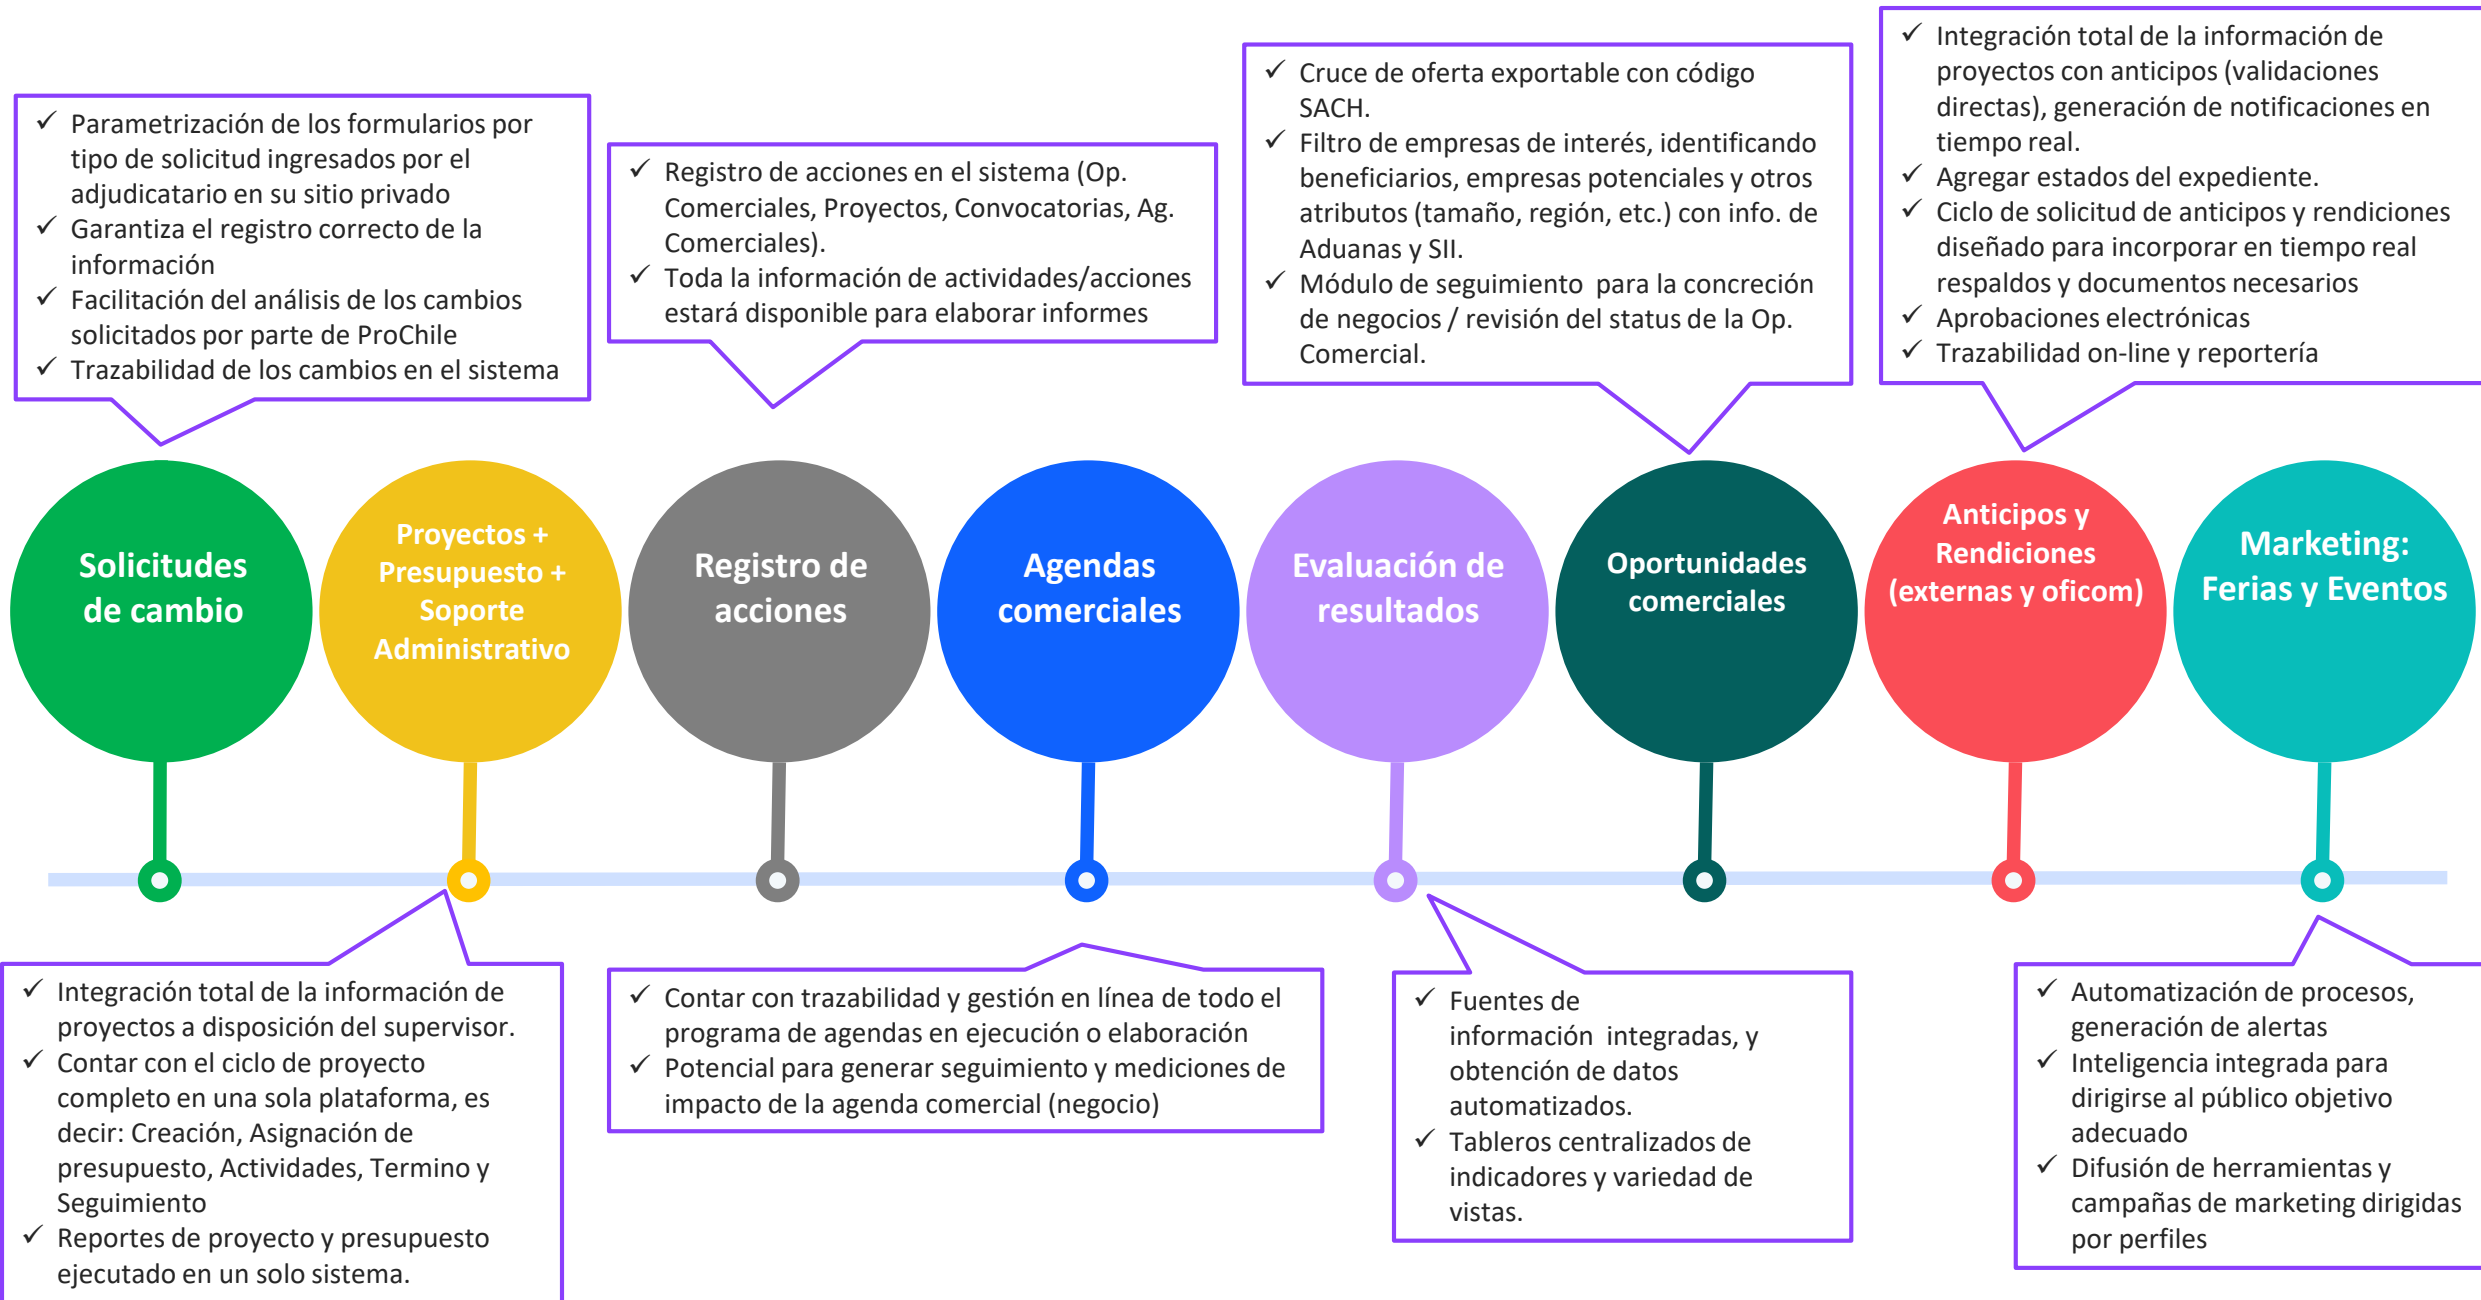 ✓ Parametrización de los formularios por
tipo de solicitud ingresados por el
adjudicatario en su sitio privado
✓ Garantiza el registro correcto de la
información
✓ Facilitación del análisis de los cambios
solicitados por parte de ProChile
✓ Trazabilidad de los cambios en el sistema
✓ Registro de acciones en el sistema (Op.
Comerciales, Proyectos, Convocatorias, Ag.
Comerciales).
✓ Toda la información de actividades/acciones
estará disponible para elaborar informes
✓ Cruce de oferta exportable con código
SACH.
✓ Filtro de empresas de interés, identificando
beneficiarios, empresas potenciales y otros
atributos (tamaño, región, etc.) con info. de
Aduanas y SII.
✓ Módulo de seguimiento  para la concreción
de negocios / revisión del status de la Op.
Comercial.
✓ Integración total de la información de
proyectos con anticipos (validaciones
directas), generación de notificaciones en
tiempo real.
✓ Agregar estados del expediente.
✓ Ciclo de solicitud de anticipos y rendiciones
diseñado para incorporar en tiempo real
respaldos y documentos necesarios
✓ Aprobaciones electrónicas
✓ Trazabilidad on-line y reportería
Solicitudes
de cambio
Proyectos +
Presupuesto +
Soporte
Administrativo
Registro de
acciones
Agendas
comerciales
Evaluación de
resultados
Oportunidades
comerciales
Anticipos y
Rendiciones
(externas y oficom)
Marketing:
Ferias y Eventos
✓ Integración total de la información de
proyectos a disposición del supervisor.
✓ Contar con el ciclo de proyecto
completo en una sola plataforma, es
decir: Creación, Asignación de
presupuesto, Actividades, Termino y
Seguimiento
✓ Reportes de proyecto y presupuesto
ejecutado en un solo sistema.
✓ Contar con trazabilidad y gestión en línea de todo el
programa de agendas en ejecución o elaboración
✓ Potencial para generar seguimiento y mediciones de
impacto de la agenda comercial (negocio)
✓ Fuentes de
información  integradas, y
obtención de datos
automatizados.
✓ Tableros centralizados de
indicadores y variedad de
vistas.
✓ Automatización de procesos,
generación de alertas
✓ Inteligencia integrada para
dirigirse al público objetivo
adecuado
✓ Difusión de herramientas y
campañas de marketing dirigidas
por perfiles